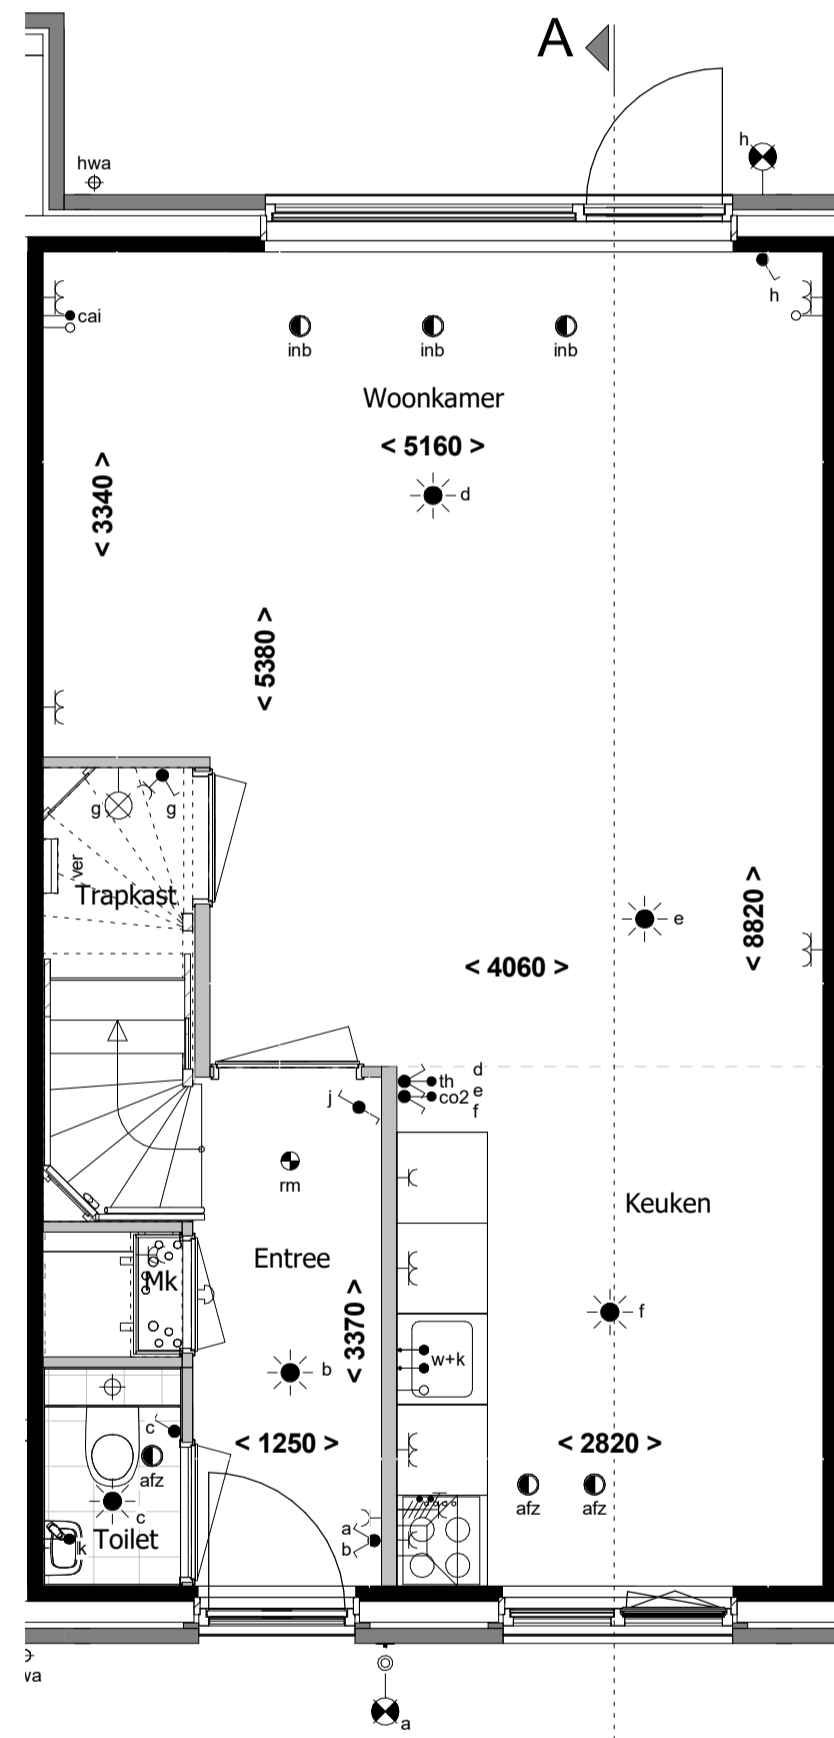 A
h
hwa
h
cai
inb
inb
inb
Woonkamer
< 5160 >
d
< 3340 >
< 5380 >
g
g
ver
Trapkast
e
< 8820 >
< 4060 >
d
th
e
co2
f
j
rm
Keuken
Entree
Mk
f
< 3370 >
w+k
b
c
< 1250 >
< 2820 >
afz
afz
afz
c
a
Toilet
k
b
wa
a